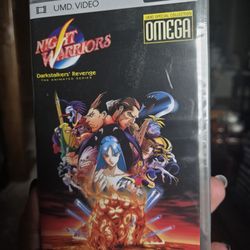 UMD VIDEO
NIGHT
WARRIORS
Darkstalkers' Revenge
THE ANIMATED SERIES
OMEGA